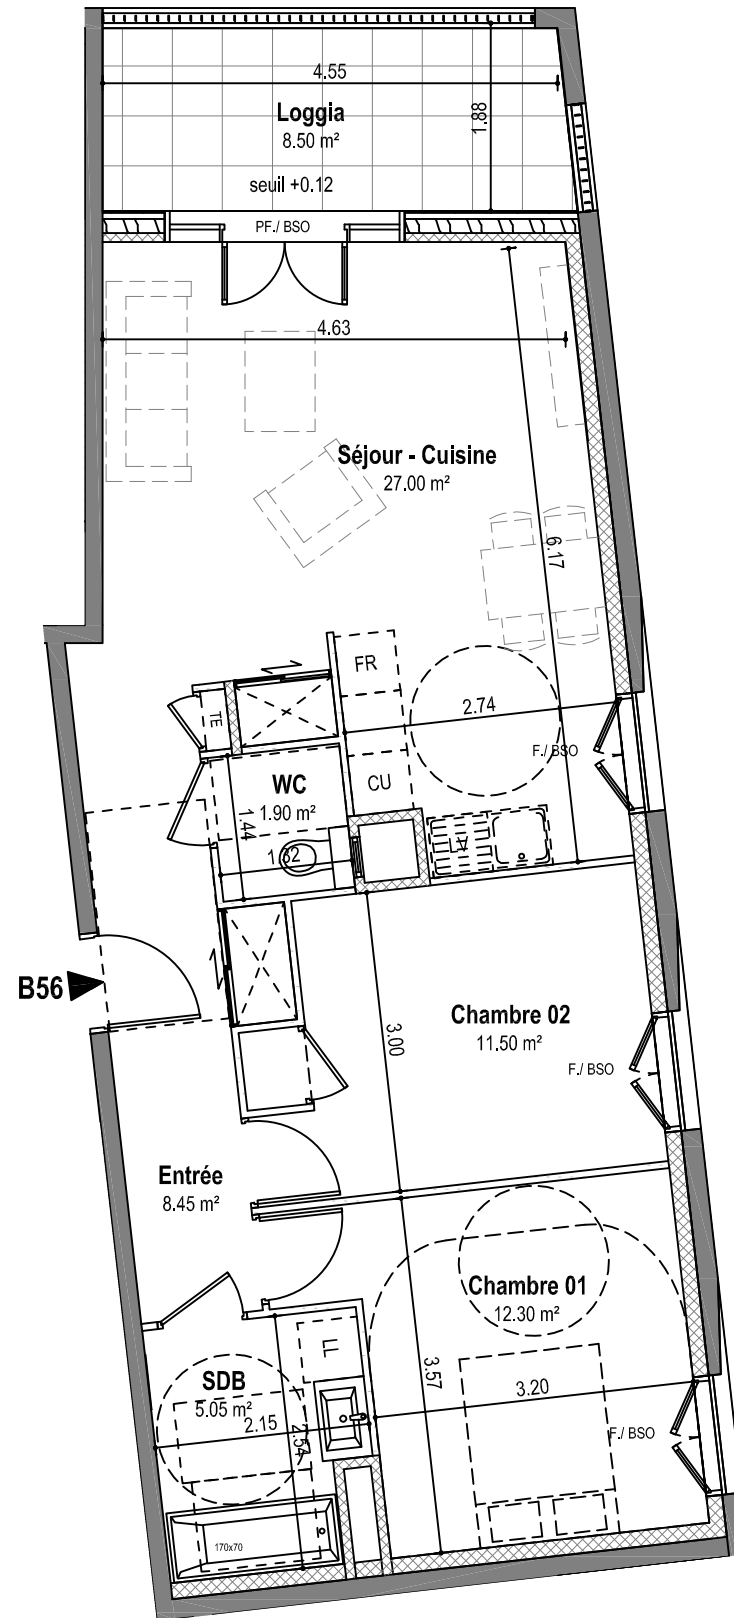 4.55
Loggia
8.50 m²
1.88
seuil +0.12
PF./ BSO
4.63
Séjour - Cuisine
27.00 m²
6.17
FR
TE
2.74
F./ BSO
WC
1.90 m²
CU
1.44
1.32
LV
B56
Chambre 02
11.50 m²
3.00
F./ BSO
Entrée
8.45 m²
Chambre 01
12.30 m²
LL
3.57
SDB
5.05 m²
3.20
2.15
2.54
F./ BSO
170x70